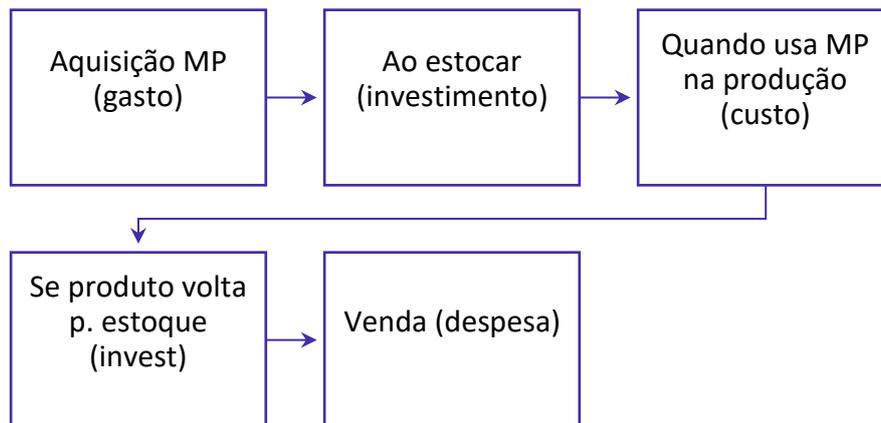 Aquisição MP
(gasto)
Ao estocar
(investimento)
Quando usa MP
na produção
(custo)
Se produto volta
p. estoque
(invest)
Venda (despesa)